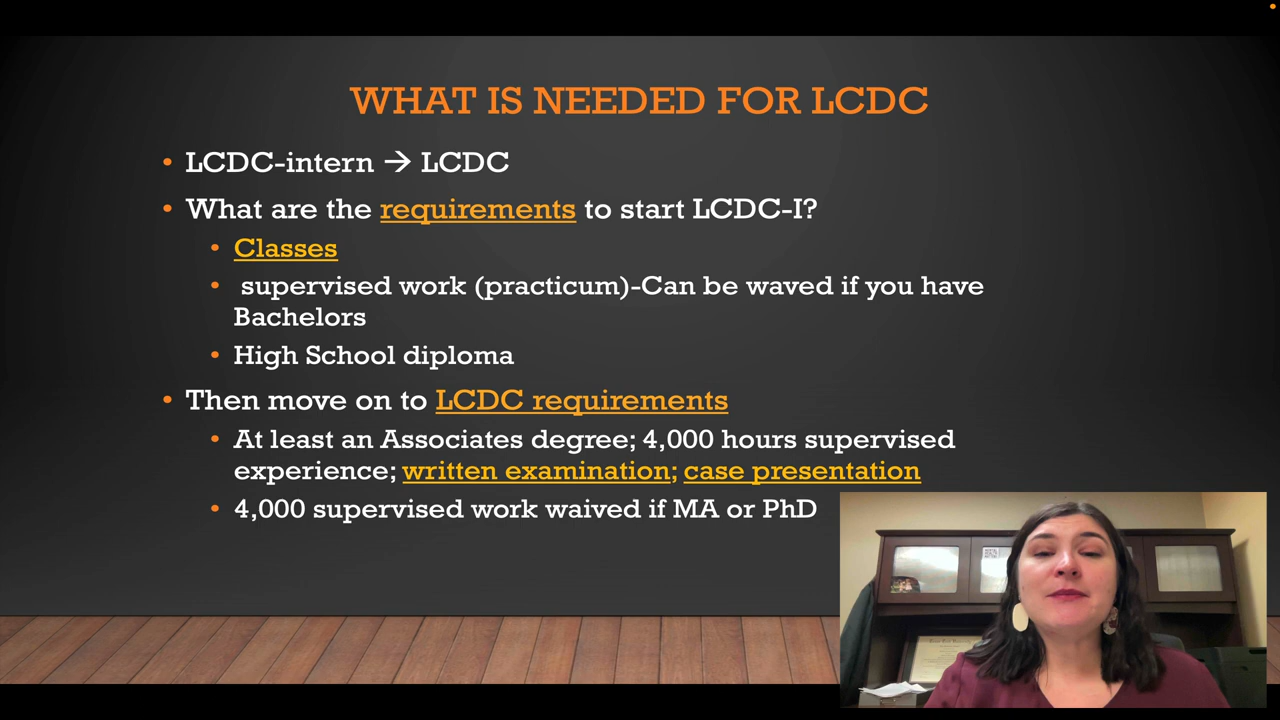 WHAT IS NEEDED FOR LCDC
• LCDC-intern → LCDC
• What are the requirements to start LCDC-I?
• Classes
• supervised work (practicum)-Can be waved if you have
Bachelors
• High School diploma
• Then move on to LCDC requirements
• At least an Associates degree; 4,000 hours supervised
experience; written examination; case presentation
• 4,000 supervised work waived if MA or PhD